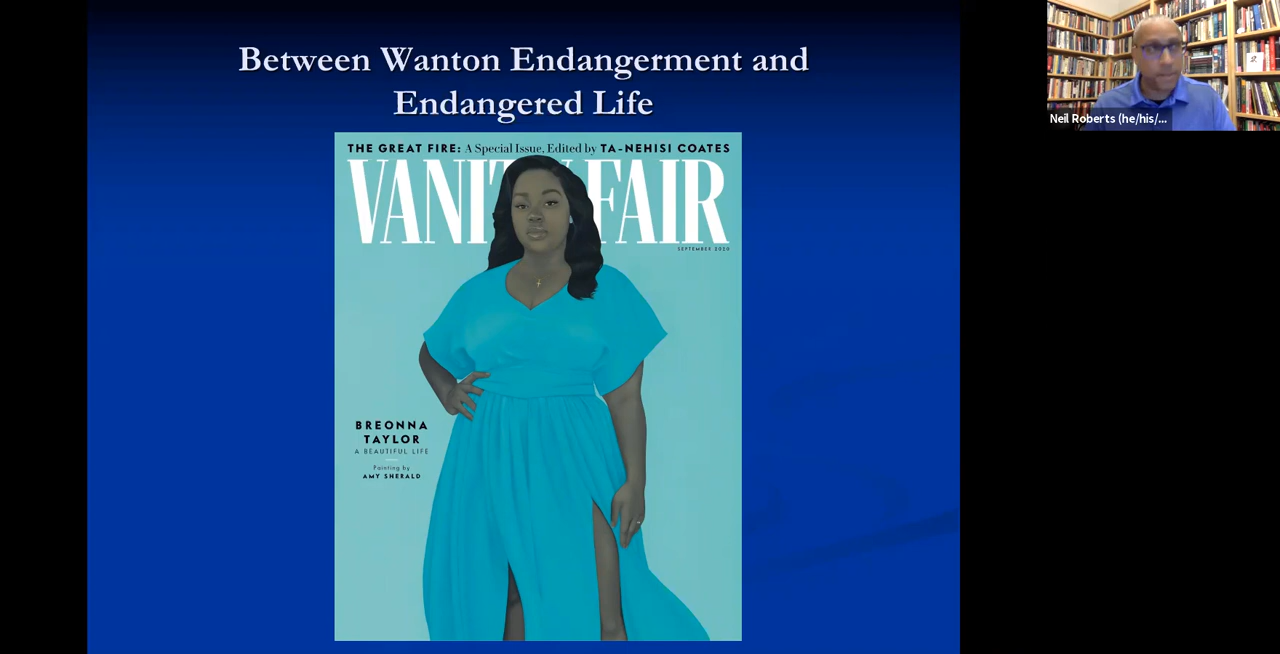 Between Wanton Endangerment and
Endangered Life
THE GREAT FIRE: A Special Issue, Edited by TA-NEHISI COATES
VANITY FAIR
SEPTEMBER 2020
BREONNA
TAYLOR
A BEAUTIFUL LIFE
Painting by
AMY SHERALD
Neil Roberts (he/his/...